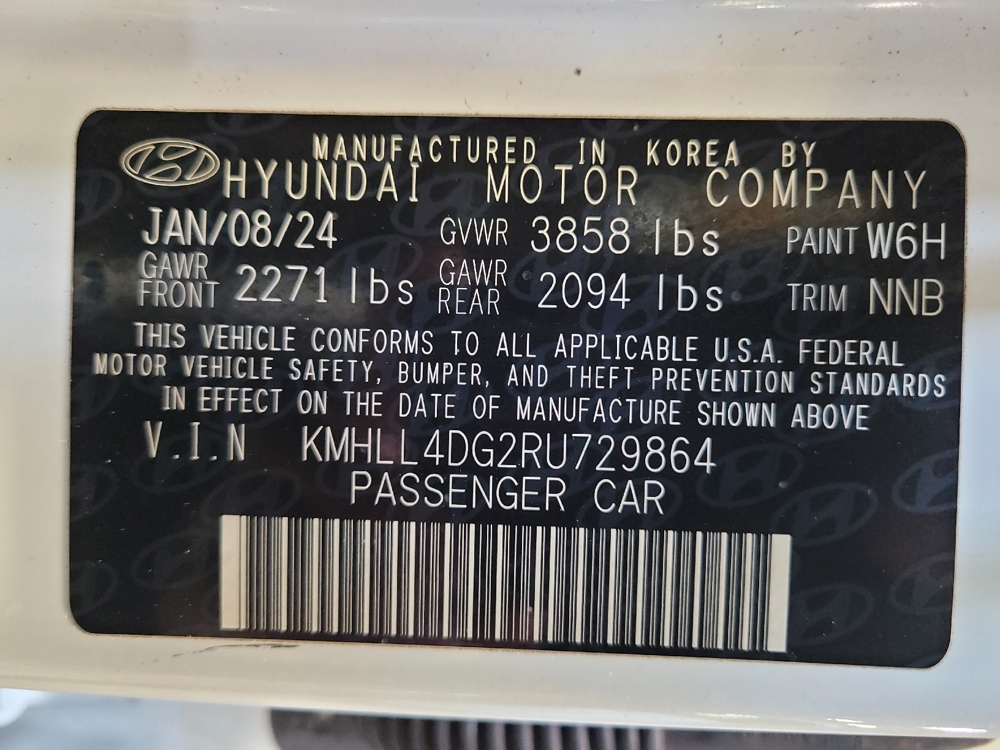 MANUFACTURED IN KOREA BY
HYUNDAI MOTOR COMPANY
JAN/08/24 GVWR 3858 lbs PAINT W6H
GAWR FRONT 2271 lbs GAWR REAR 2094 lbs TRIM NNB
THIS VEHICLE CONFORMS TO ALL APPLICABLE U.S.A. FEDERAL
MOTOR VEHICLE SAFETY, BUMPER, AND THEFT PREVENTION STANDARDS
IN EFFECT ON THE DATE OF MANUFACTURE SHOWN ABOVE
V.I.N KMHLL4DG2RU729864
PASSENGER CAR